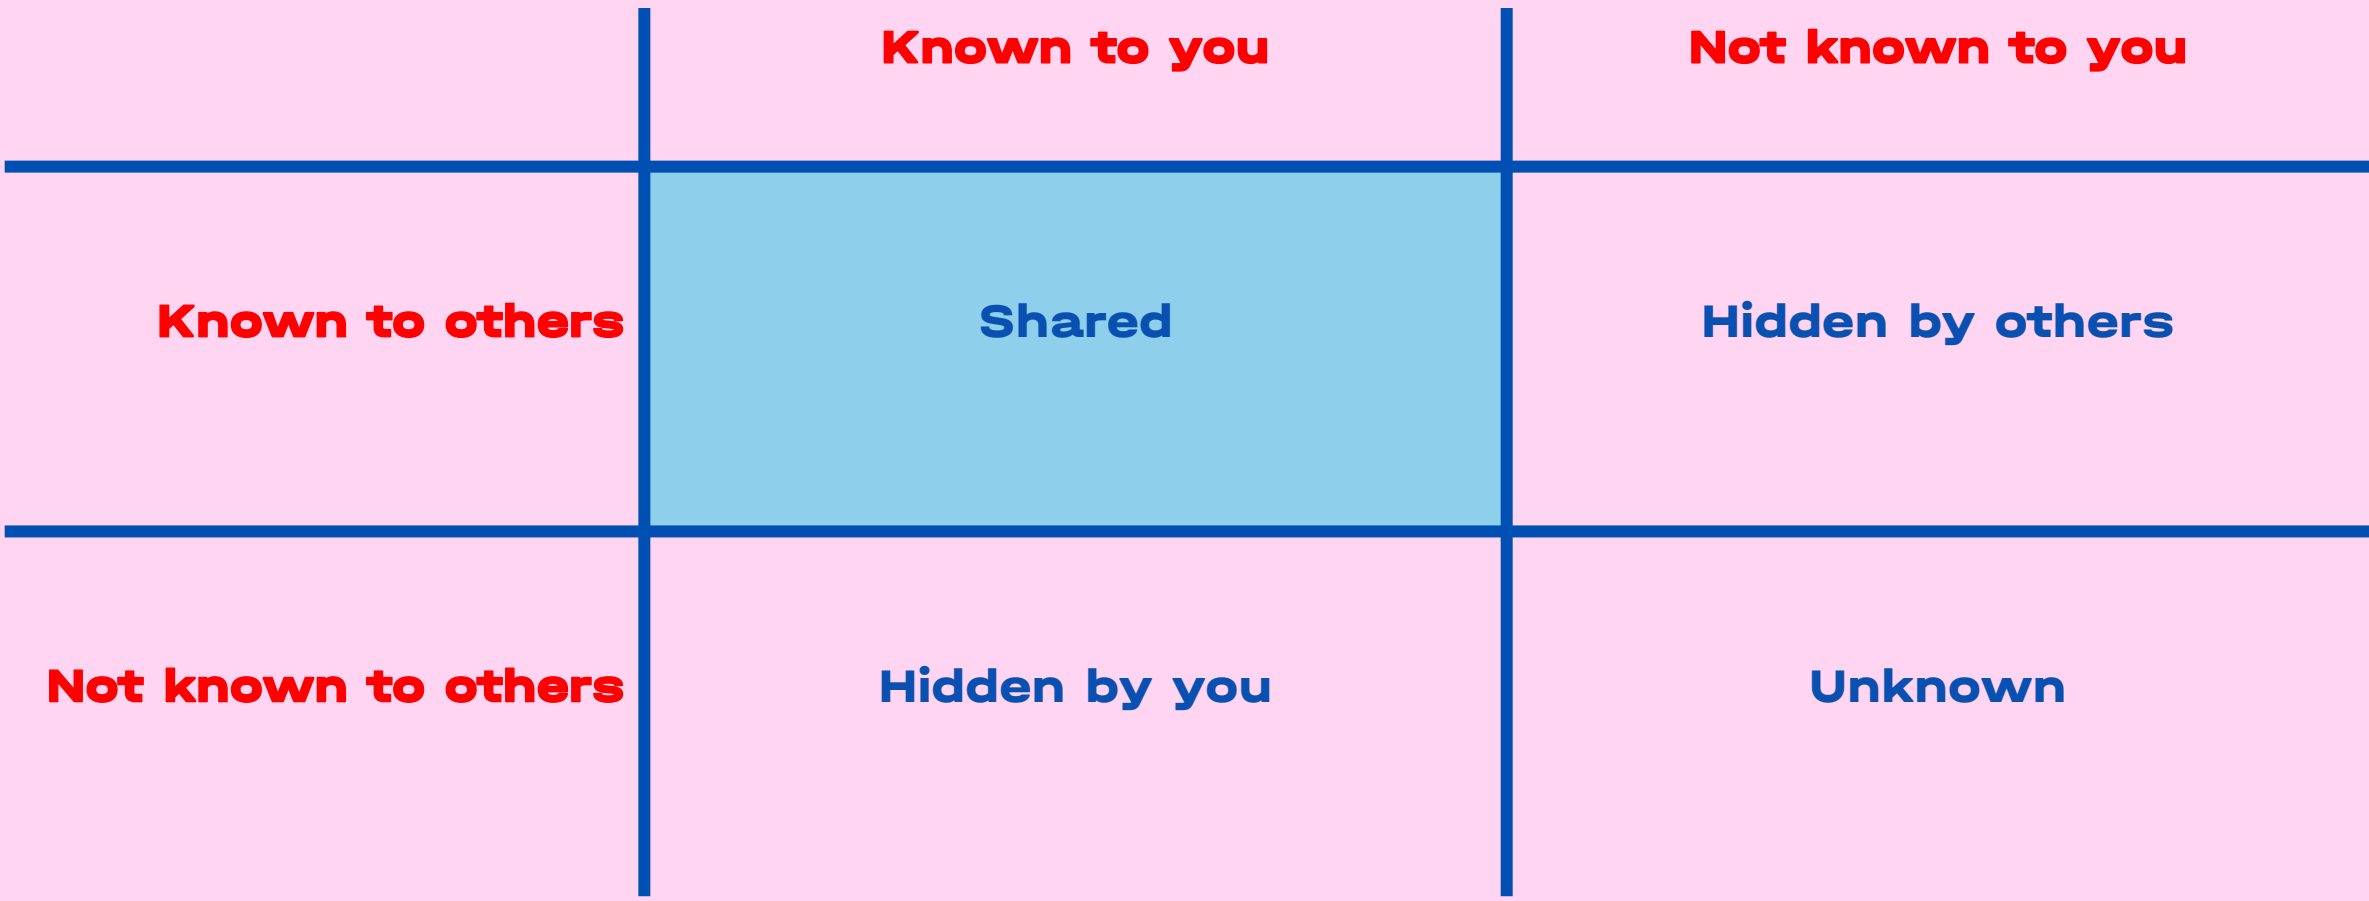 Known to you
Not known to you
Known to others
Shared
Hidden by others
Not known to others
Hidden by you
Unknown